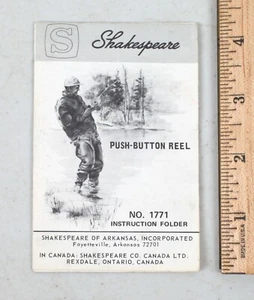 S
Shakespeare
PUSH-BUTTON REEL
NO. 1771
INSTRUCTION FOLDER
SHAKESPEARE OF ARKANSAS, INCORPORATED
Fayetteville, Arkansas 72701
IN CANADA: SHAKESPEARE CO. CANADA LTD.
REXDALE, ONTARIO, CANADA
1
2
3
4